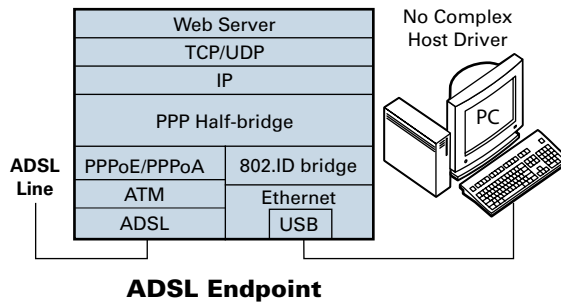 Web Server
TCP/UDP
IP
PPP Half-bridge
PPPoE/PPPoA
802.ID bridge
ATM
Ethernet
ADSL
USB
ADSL
Line
No Complex
Host Driver
PC
ADSL Endpoint